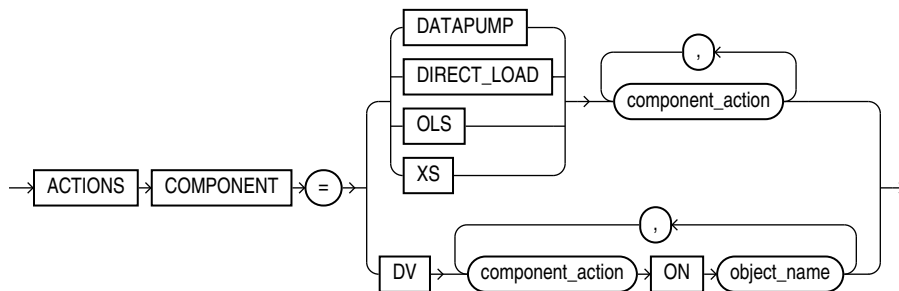 DATAPUMP
,
DIRECT_LOAD
component_action
OLS
XS
ACTIONS COMPONENT =
,
DV component_action ON object_name